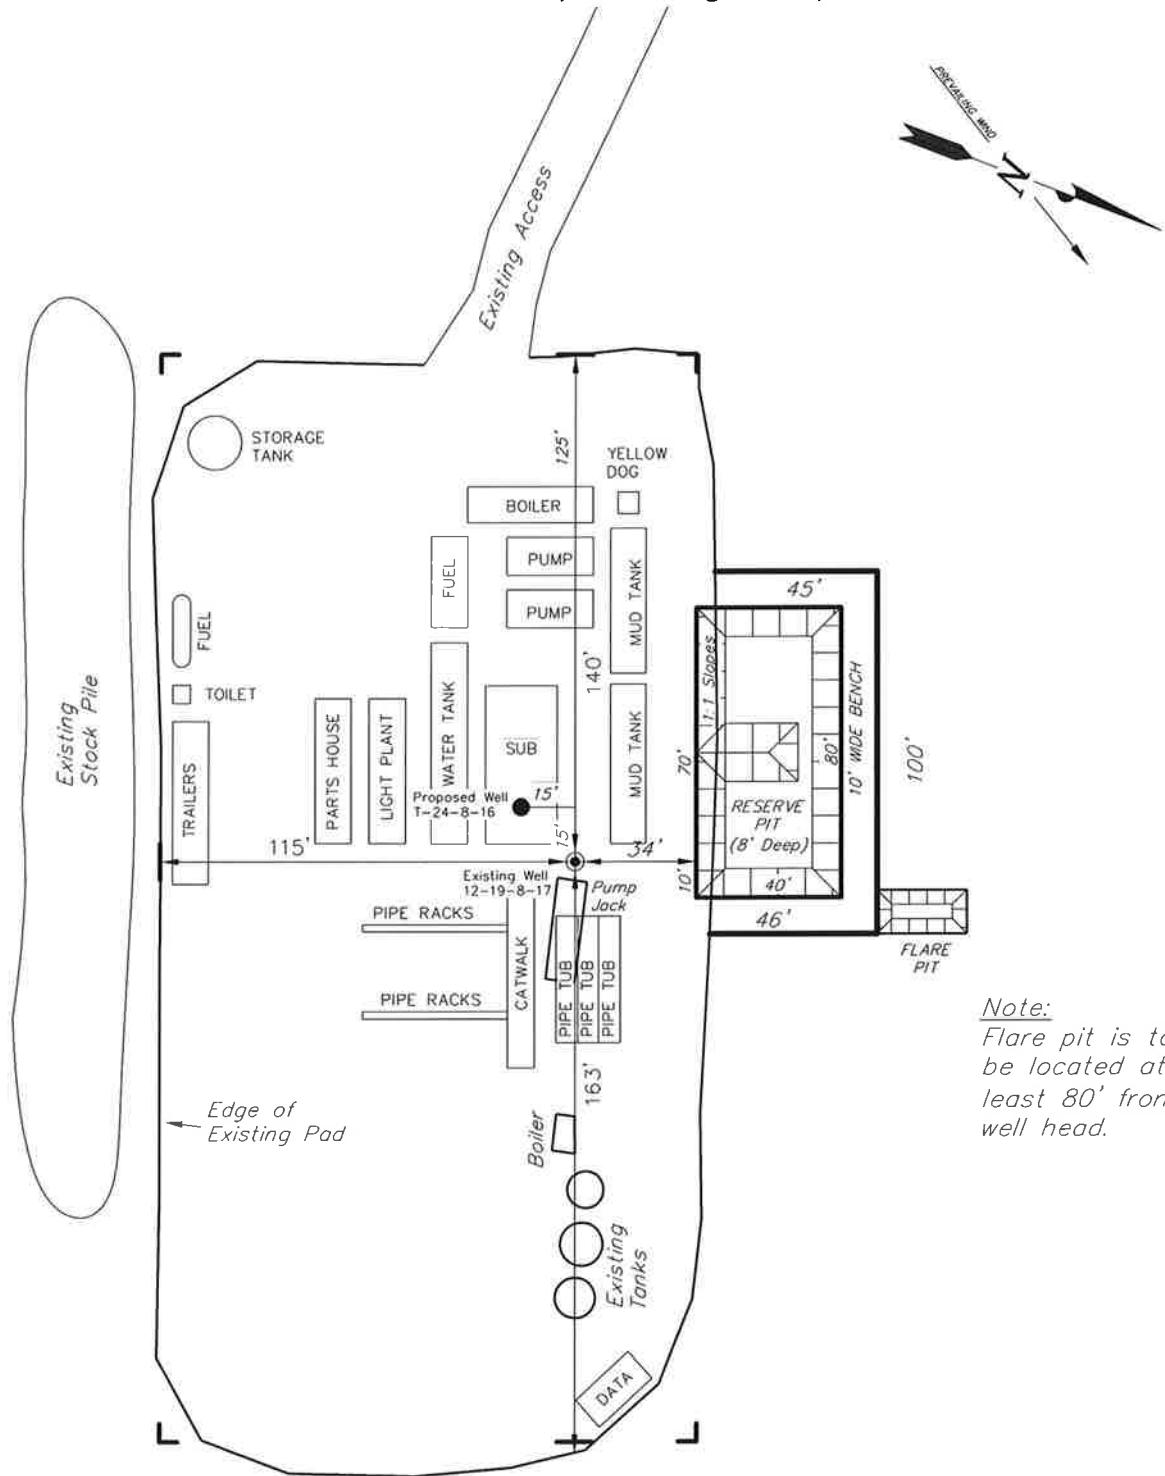 PREVAILING WIND
N
Existing Access
STORAGE
TANK
125'
YELLOW
DOG
BOILER
FUEL
PUMP
PUMP
MUD TANK
45'
FUEL
TOILET
Existing
Stock Pile
TRAILERS
PARTS HOUSE
LIGHT PLANT
WATER TANK
SUB
140'
MUD TANK
1:1 Slopes
70'
80'
10' WIDE BENCH
100'
Proposed Well
T-24-8-16
15'
15'
RESERVE
PIT
(8' Deep)
115'
34'
10'
40'
Existing Well
12-19-8-17
Pump
Jack
46'
PIPE RACKS
CATWALK
PIPE TUB
PIPE TUB
PIPE TUB
FLARE
PIT
PIPE RACKS
Note:
Flare pit is to
be located at
least 80' from
well head.
163'
Edge of
Existing Pad
Boiler
Existing
Tanks
DATA